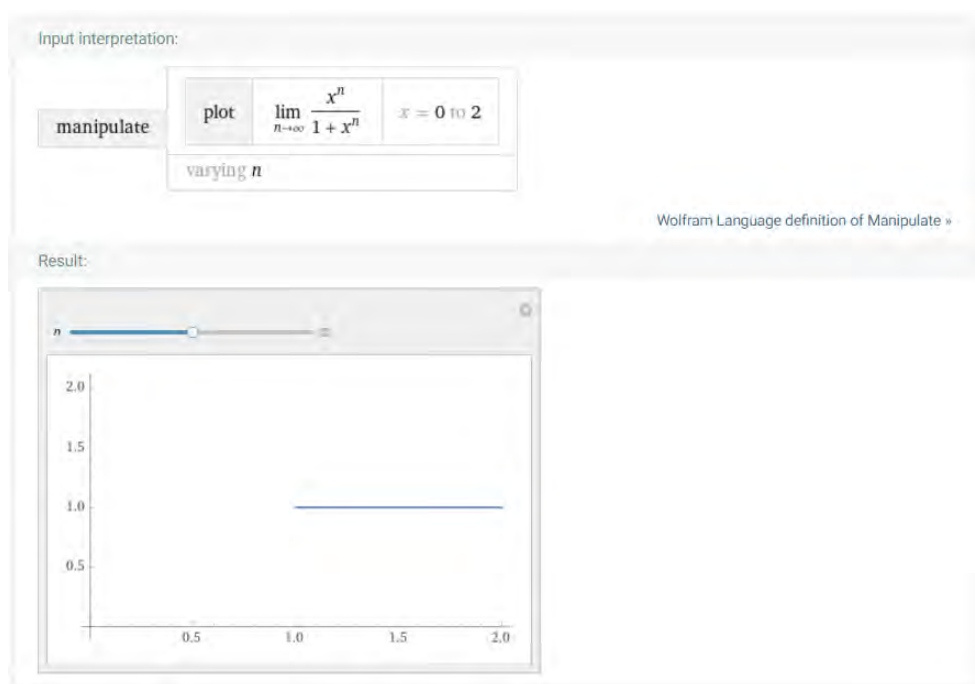 Input interpretation:
manipulate
plot lim n→∞ x^n / 1 + x^n x = 0 to 2
varying n
Wolfram Language definition of Manipulate »
Result:
n
2.0
1.5
1.0
0.5
0.5 1.0 1.5 2.0